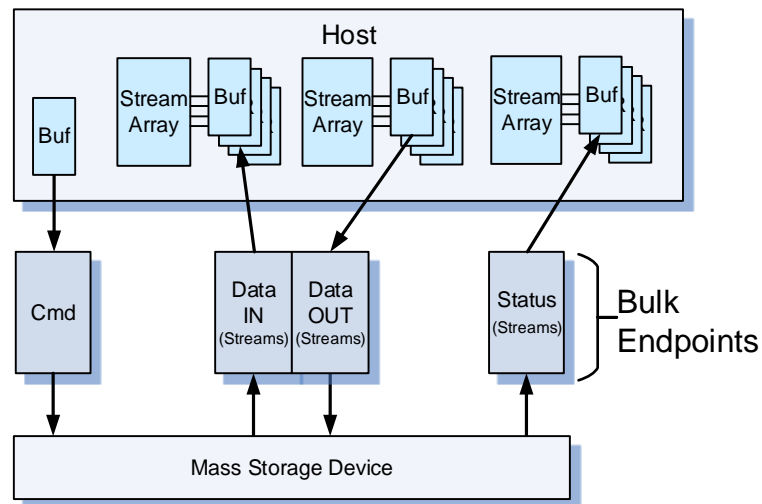 Host
Buf
Stream
Array
Buf
Stream
Array
Buf
Stream
Array
Buf
Cmd
Data
IN
(Streams)
Data
OUT
(Streams)
Status
(Streams)
Bulk
Endpoints
Mass Storage Device